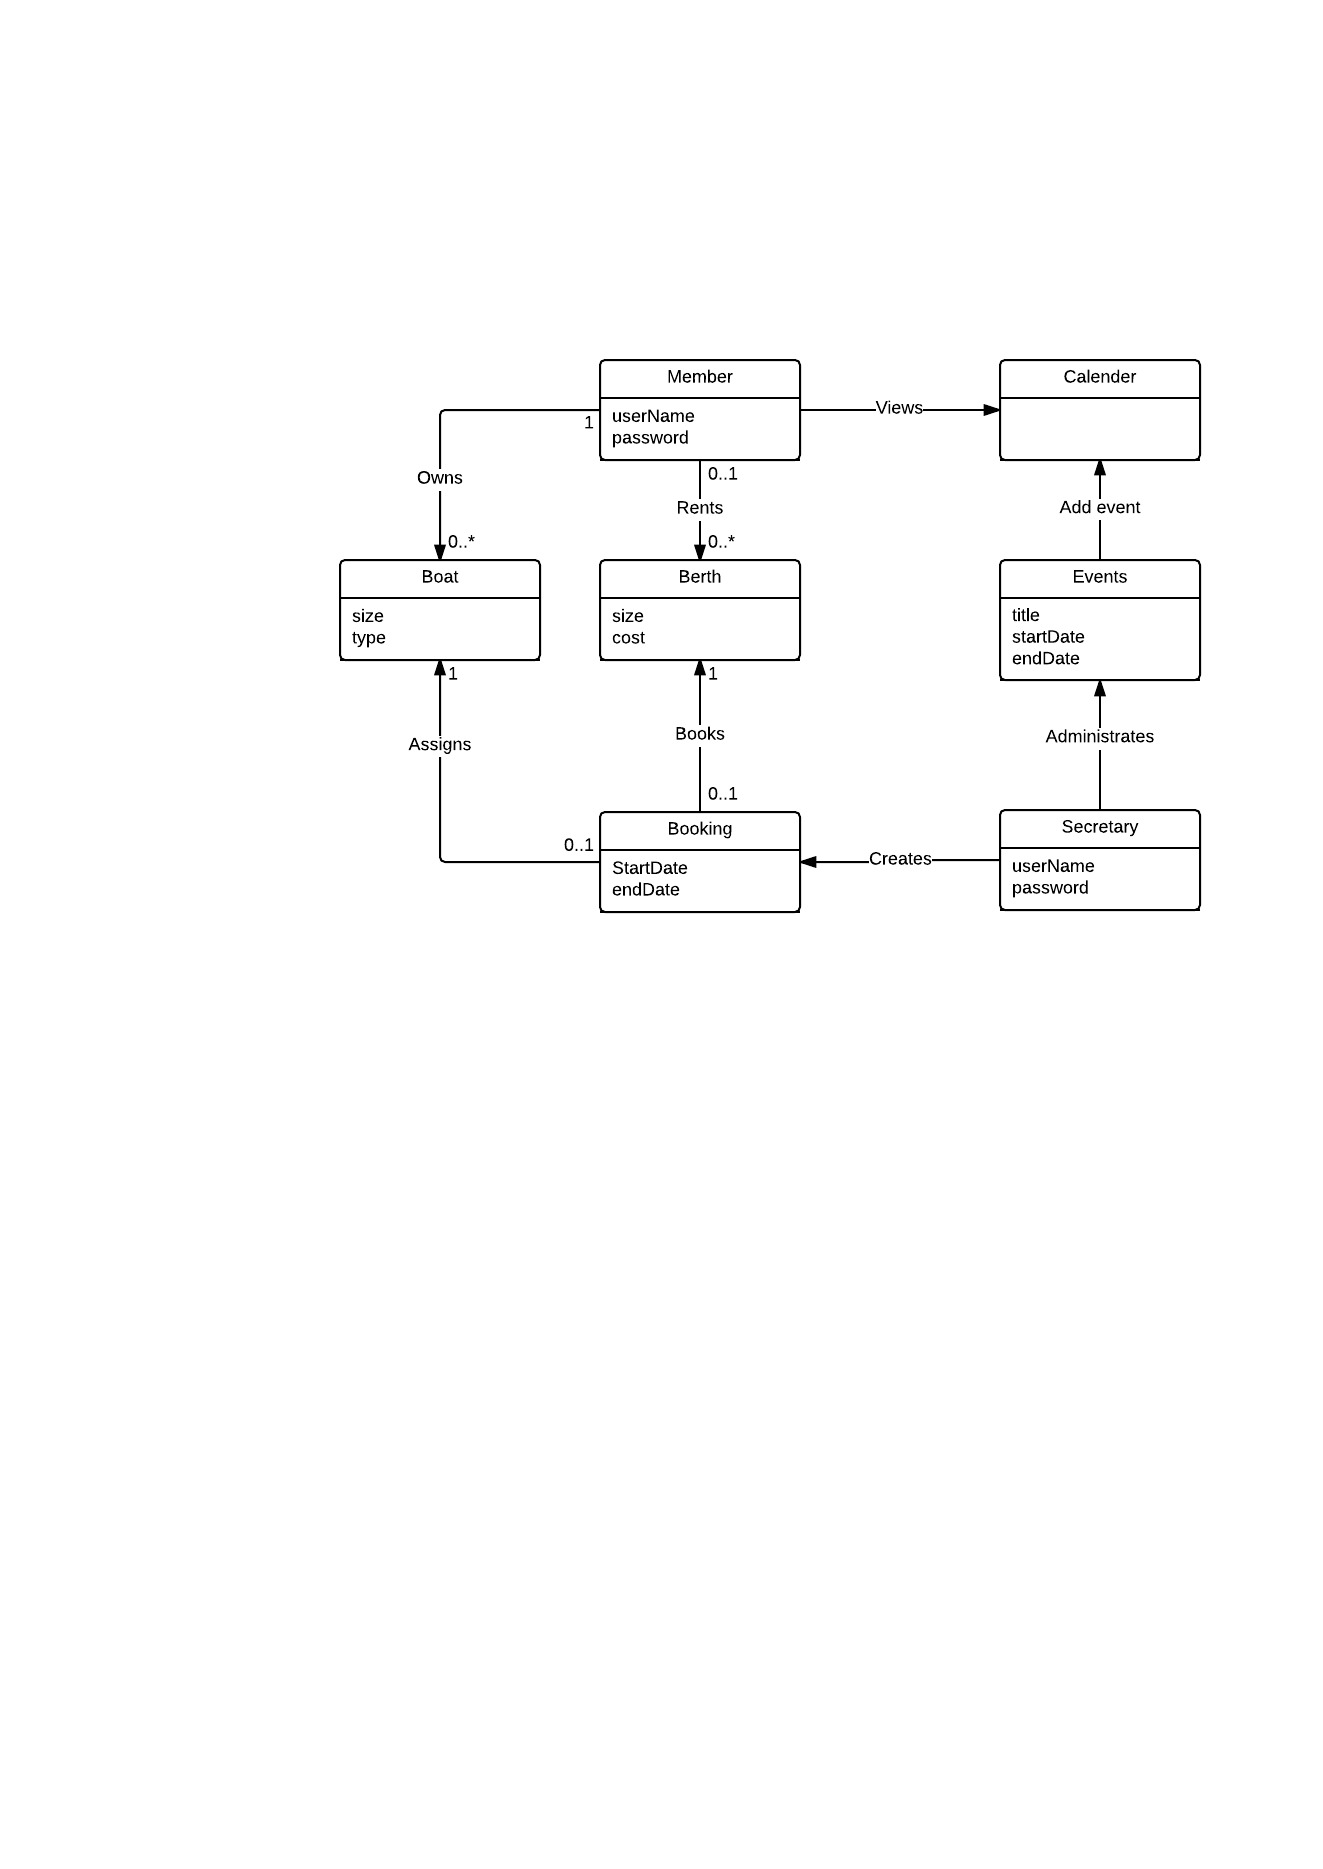 Member
userName
password
Calender
Views
1
0..1
Owns
Rents
Add event
0..*
0..*
Boat
size
type
Berth
size
cost
Events
title
startDate
endDate
1
1
Assigns
Books
Administrates
0..1
0..1
Booking
StartDate
endDate
Creates
Secretary
userName
password